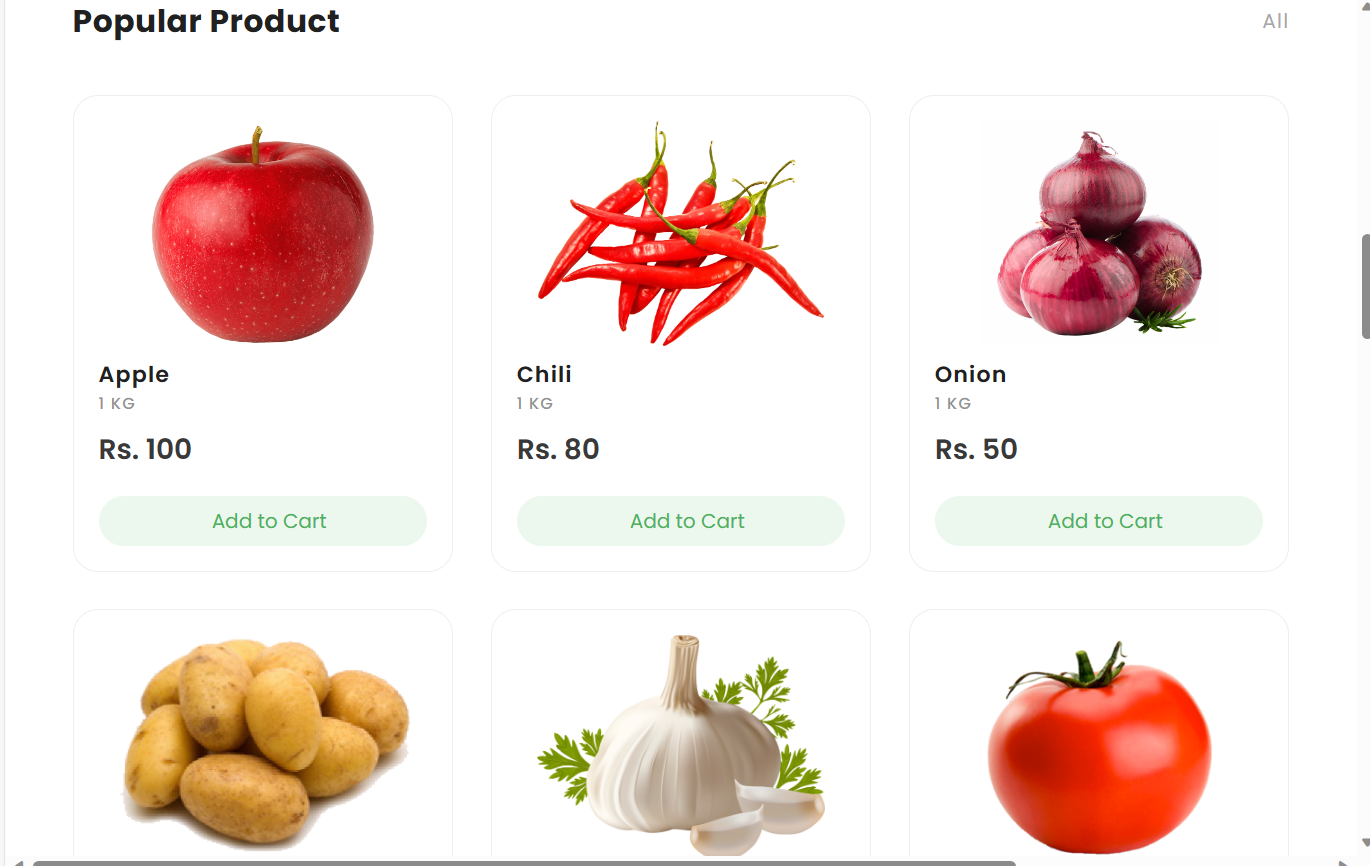 Popular Product
All
Apple
1 KG
Rs. 100
Add to Cart
Chili
1 KG
Rs. 80
Add to Cart
Onion
1 KG
Rs. 50
Add to Cart